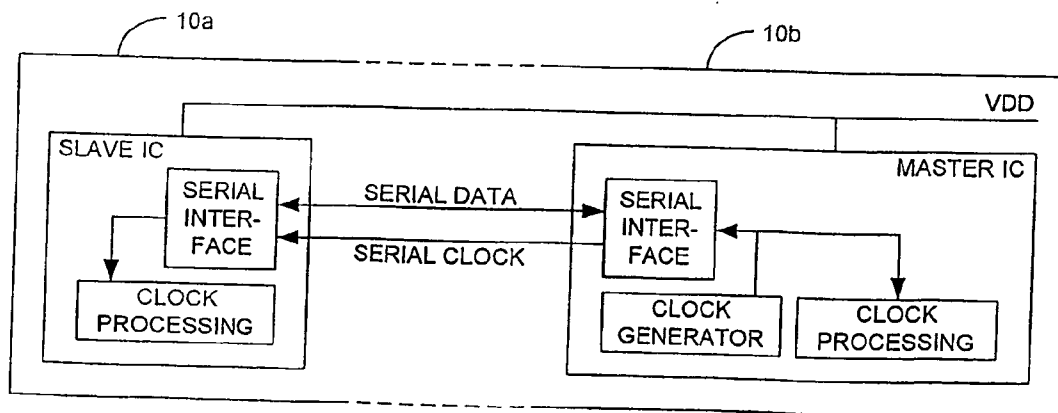 10a
10b
VDD
SLAVE IC
MASTER IC
SERIAL
INTER-
FACE
SERIAL DATA
SERIAL CLOCK
SERIAL
INTER-
FACE
CLOCK
PROCESSING
CLOCK
GENERATOR
CLOCK
PROCESSING